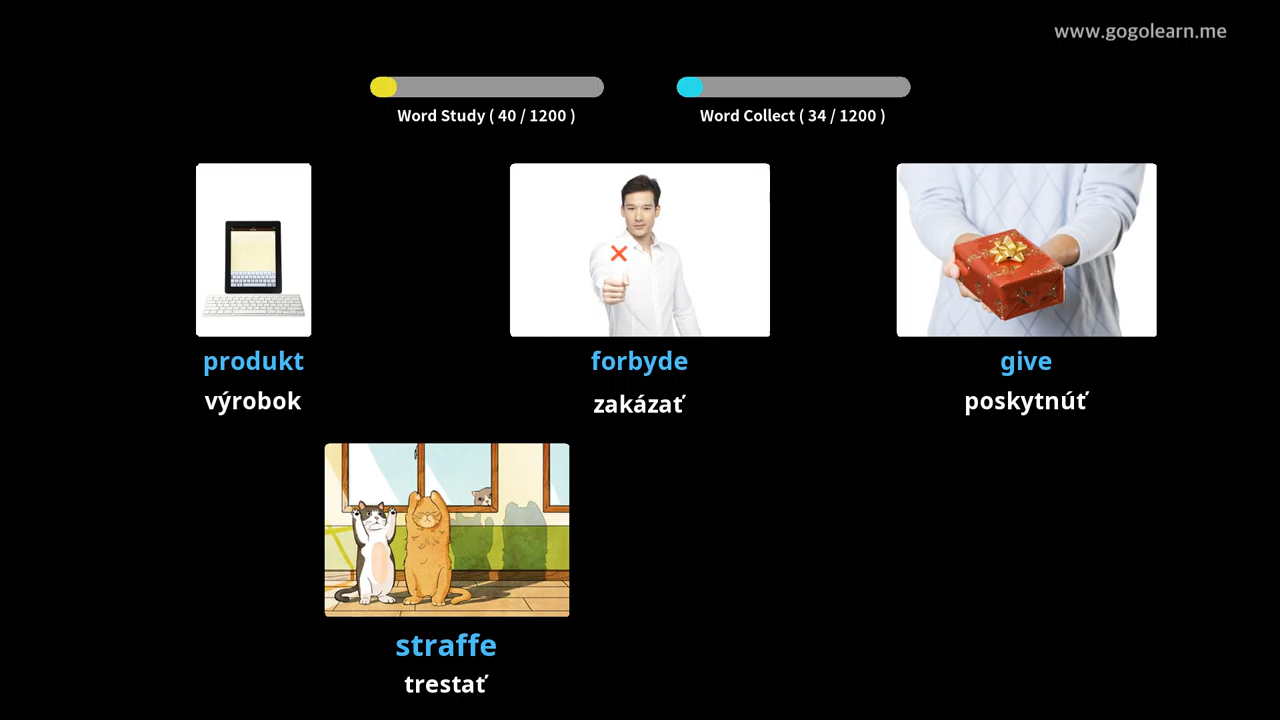 www.gogolearn.me
Word Study ( 40 / 1200 )
Word Collect ( 34 / 1200 )
produkt
výrobok
forbyde
zakázať
give
poskytnúť
straffe
trestať